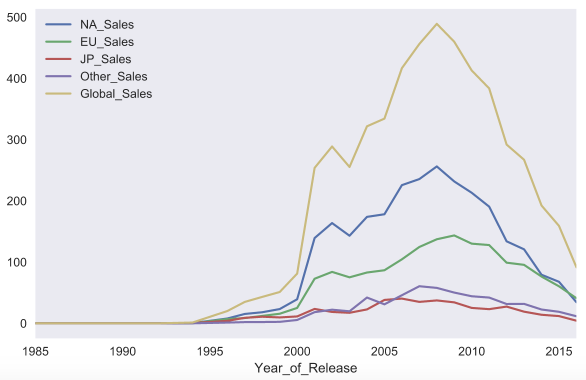 500
400
300
200
100
0
NA_Sales
EU_Sales
JP_Sales
Other_Sales
Global_Sales
1985 1990 1995 2000 2005 2010 2015
Year_of_Release